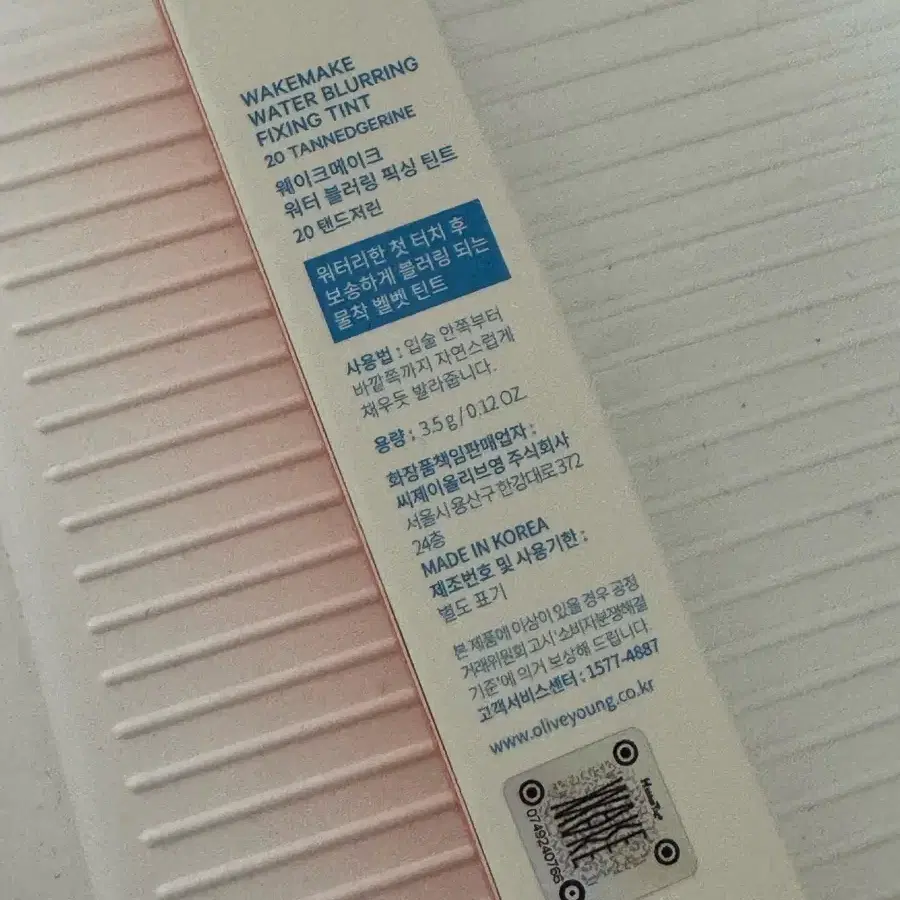 WAKEMAKE
WATER BLURRING
FIXING TINT
20 TANNEDGERINE
웨이크메이크
워터 블러링 픽싱 틴트
20 탠드저린
워터리한 첫 터치 후
보송하게 블러링 되는
물착 벨벳 틴트
사용법 : 입술 안쪽부터
바깥쪽까지 자연스럽게
채우듯 발라줍니다.
용량 : 3.5 g / 0.12 OZ
화장품책임판매업자 :
씨제이올리브영 주식회사
서울시 용산구 한강대로372
24층
MADE IN KOREA
제조번호 및 사용기한 :
별도 표기
본 제품에 이상이 있을 경우 공정
거래위원회 고시 '소비자분쟁해결
기준'에 의거 보상해 드립니다.
고객서비스센터 : 1577-4887
www.oliveyoung.co.kr
WAKE
MAKE
0749240766